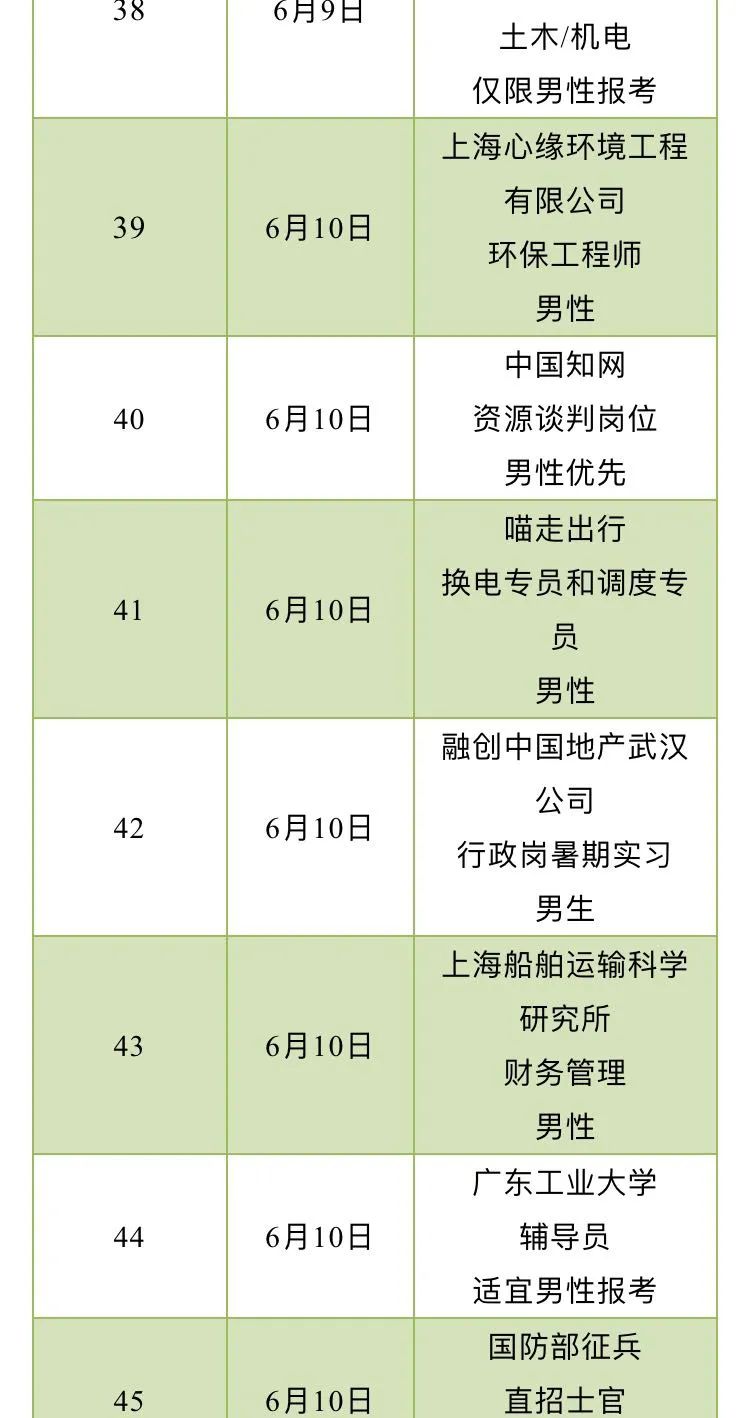 38
6月9日
土木/机电
仅限男性报考
39
6月10日
上海心缘环境工程
有限公司
环保工程师
男性
40
6月10日
中国知网
资源谈判岗位
男性优先
41
6月10日
喵走出行
换电专员和调度专
员
男性
42
6月10日
融创中国地产武汉
公司
行政岗暑期实习
男生
43
6月10日
上海船舶运输科学
研究所
财务管理
男性
44
6月10日
广东工业大学
辅导员
适宜男性报考
45
6月10日
国防部征兵
直招士官